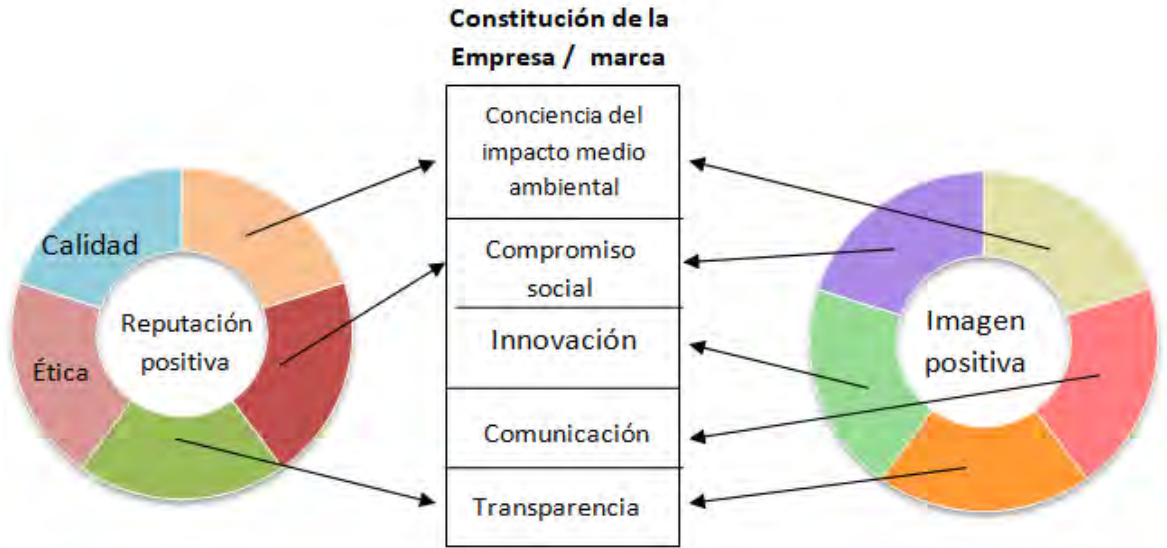 Constitución de la
Empresa / marca
Conciencia del
impacto medio
ambiental
Compromiso
social
Innovación
Comunicación
Transparencia
Calidad
Ética
Reputación
positiva
Imagen
positiva